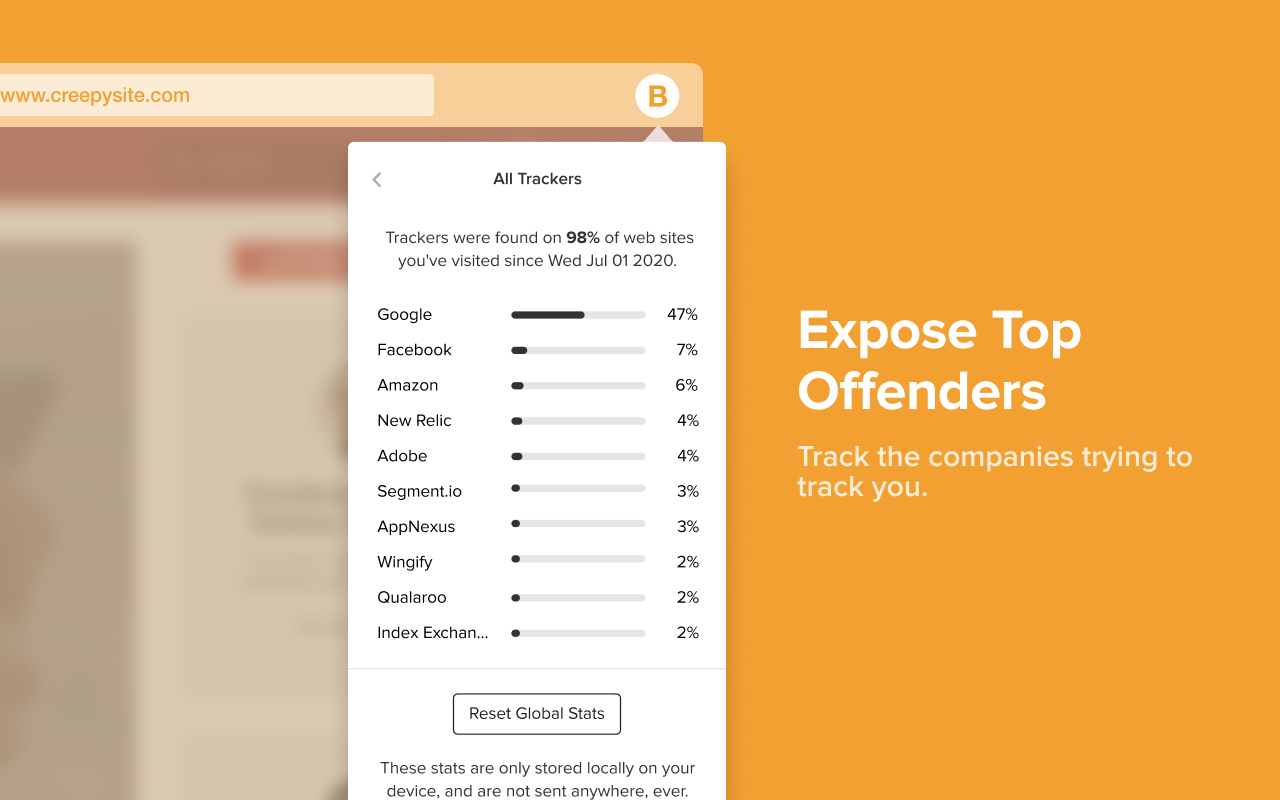 www.creepysite.com
B
All Trackers
Trackers were found on 98% of web sites
you've visited since Wed Jul 01 2020.
Google 47%
Facebook 7%
Amazon 6%
New Relic 4%
Adobe 4%
Segment.io 3%
AppNexus 3%
Wingify 2%
Qualaroo 2%
Index Exchan... 2%
Reset Global Stats
These stats are only stored locally on your
device, and are not sent anywhere, ever.
Expose Top
Offenders
Track the companies trying to
track you.